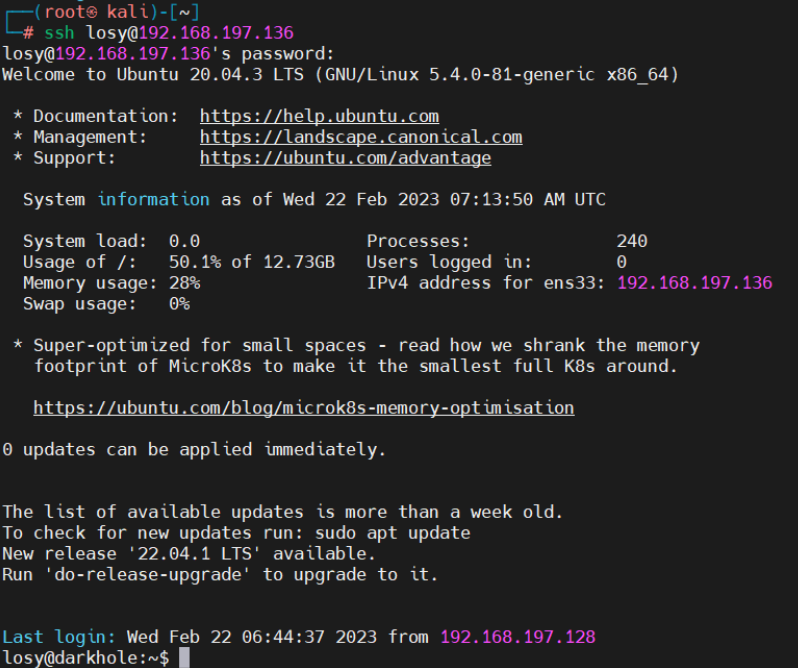 ┌──(root㉿ kali)-[~]
└─# ssh losy@192.168.197.136
losy@192.168.197.136's password:
Welcome to Ubuntu 20.04.3 LTS (GNU/Linux 5.4.0-81-generic x86_64)
* Documentation:  https://help.ubuntu.com
* Management:     https://landscape.canonical.com
* Support:        https://ubuntu.com/advantage
System information as of Wed 22 Feb 2023 07:13:50 AM UTC
System load:  0.0                Processes:              240
Usage of /:   50.1% of 12.73GB   Users logged in:        0
Memory usage: 28%                IPv4 address for ens33: 192.168.197.136
Swap usage:   0%
* Super-optimized for small spaces - read how we shrank the memory
footprint of MicroK8s to make it the smallest full K8s around.
https://ubuntu.com/blog/microk8s-memory-optimisation
0 updates can be applied immediately.
The list of available updates is more than a week old.
To check for new updates run: sudo apt update
New release '22.04.1 LTS' available.
Run 'do-release-upgrade' to upgrade to it.
Last login: Wed Feb 22 06:44:37 2023 from 192.168.197.128
losy@darkhole:~$